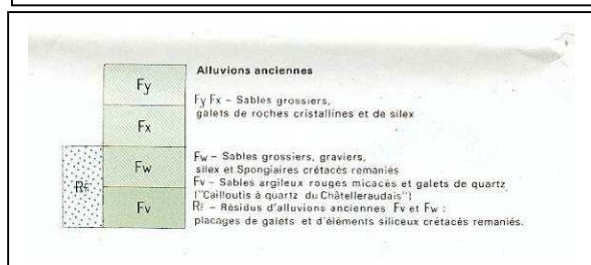 Alluvions anciennes
Fy
Fy Fx – Sables grossiers,
galets de roches cristallines et de silex
Fx
Fw
Fw – Sables grossiers, graviers,
silex et Spongiaires crétacés remaniés
RF
Fv – Sables argileux rouges micacés et galets de quartz
("Cailloutis à quartz du Châtelleraudais")
Fv
RF – Résidus d'alluvions anciennes Fv et Fw :
placages de galets et d'éléments siliceux crétacés remaniés.